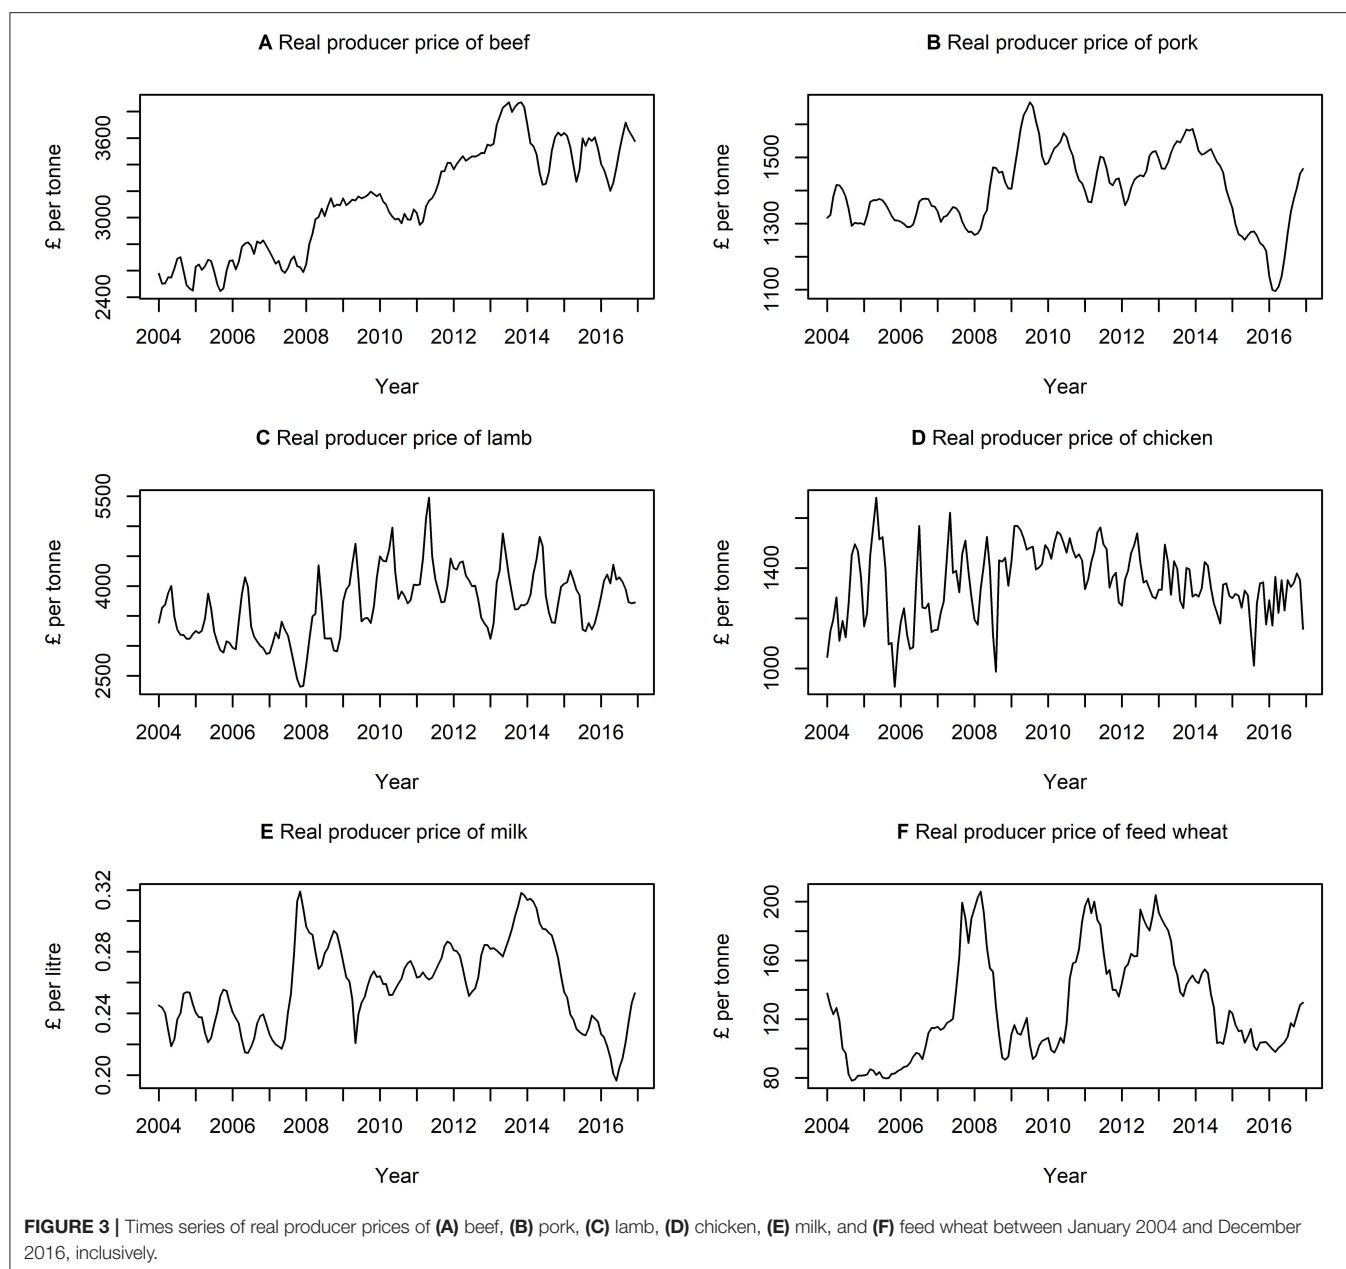 A Real producer price of beef
£ per tonne
3600
3000
2400
2004 2006 2008 2010 2012 2014 2016
Year
B Real producer price of pork
£ per tonne
1500
1300
1100
2004 2006 2008 2010 2012 2014 2016
Year
C Real producer price of lamb
£ per tonne
5500
4000
2500
2004 2006 2008 2010 2012 2014 2016
Year
D Real producer price of chicken
£ per tonne
1400
1000
2004 2006 2008 2010 2012 2014 2016
Year
E Real producer price of milk
£ per litre
0.32
0.28
0.24
0.20
2004 2006 2008 2010 2012 2014 2016
Year
F Real producer price of feed wheat
£ per tonne
200
160
120
80
2004 2006 2008 2010 2012 2014 2016
Year
FIGURE 3 | Times series of real producer prices of (A) beef, (B) pork, (C) lamb, (D) chicken, (E) milk, and (F) feed wheat between January 2004 and December
2016, inclusively.